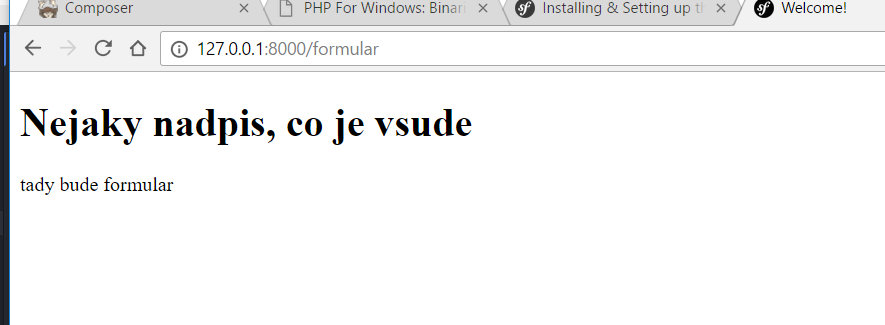 Composer
PHP For Windows: Binari
Installing & Setting up th
Welcome!
127.0.0.1:8000/formular
Nejaky nadpis, co je vsude
tady bude formular